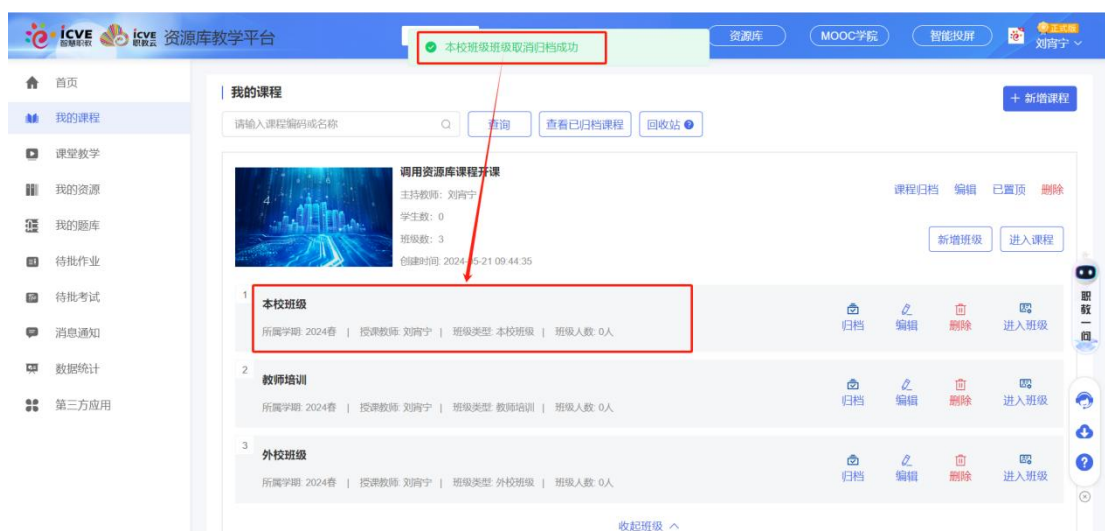 icve 智慧职教 icve 职教云 资源库教学平台
本校班级班级取消归档成功
资源库 MOOC学院 智能投屏 正式版 刘宵宁
首页
我的课程
课堂教学
我的资源
我的题库
待批作业
待批考试
消息通知
数据统计
第三方应用
我的课程
+ 新增课程
请输入课程编码或名称 查询 查看已归档课程 回收站
调用资源库课程开课
主持教师: 刘宵宁
学生数: 0
班级数: 3
创建时间: 2024-05-21 09:44:35
课程归档 编辑 已置顶 删除
新增班级 进入课程
1
本校班级
所属学期: 2024春 | 授课教师: 刘宵宁 | 班级类型: 本校班级 | 班级人数: 0人
归档 编辑 删除 进入班级
2
教师培训
所属学期: 2024春 | 授课教师: 刘宵宁 | 班级类型: 教师培训 | 班级人数: 0人
归档 编辑 删除 进入班级
3
外校班级
所属学期: 2024春 | 授课教师: 刘宵宁 | 班级类型: 外校班级 | 班级人数: 0人
归档 编辑 删除 进入班级
收起班级
职教一问